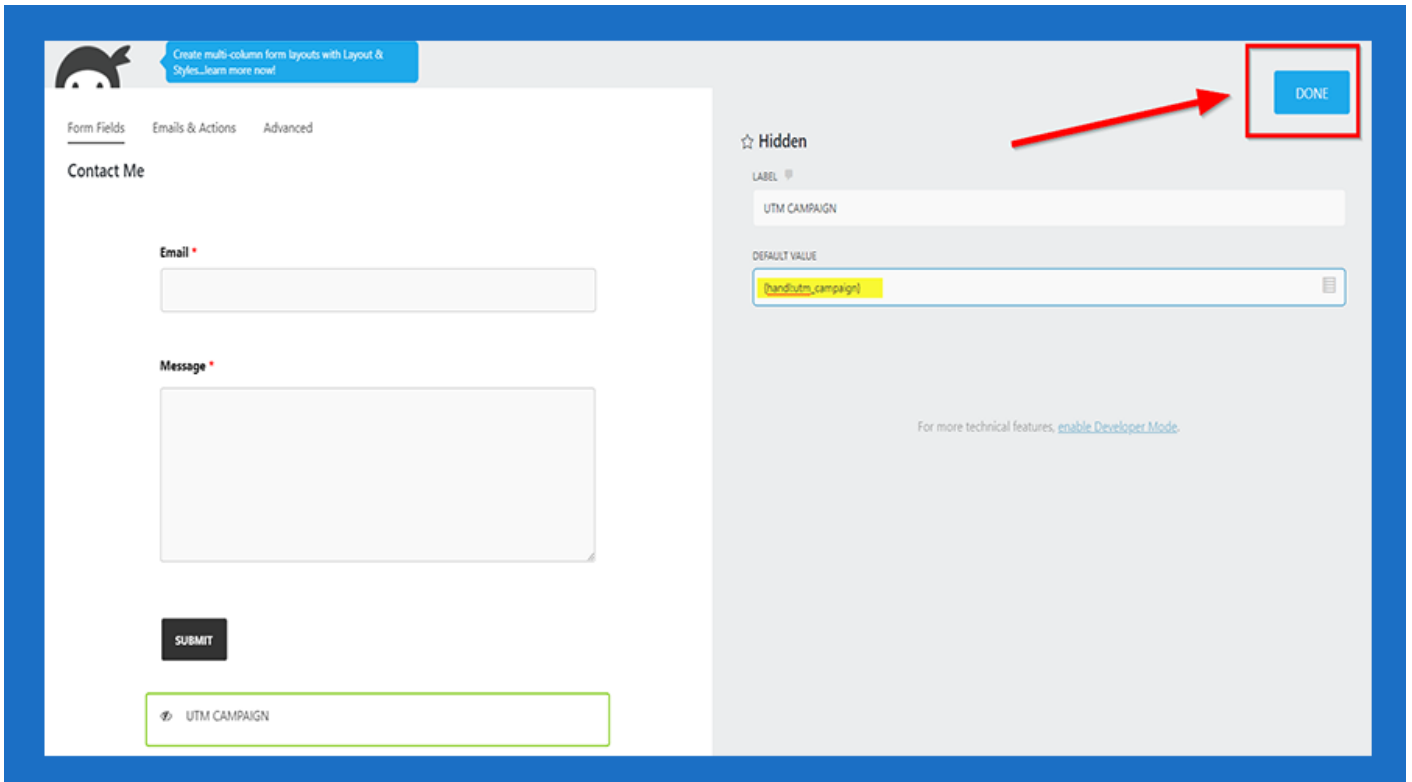 Create multi-column form layouts with Layout &
Styles...learn more now!
DONE
Form Fields Emails & Actions Advanced
Contact Me
Email *
Message *
SUBMIT
UTM CAMPAIGN
Hidden
LABEL
UTM CAMPAIGN
DEFAULT VALUE
{handl:utm_campaign}
For more technical features, enable Developer Mode.